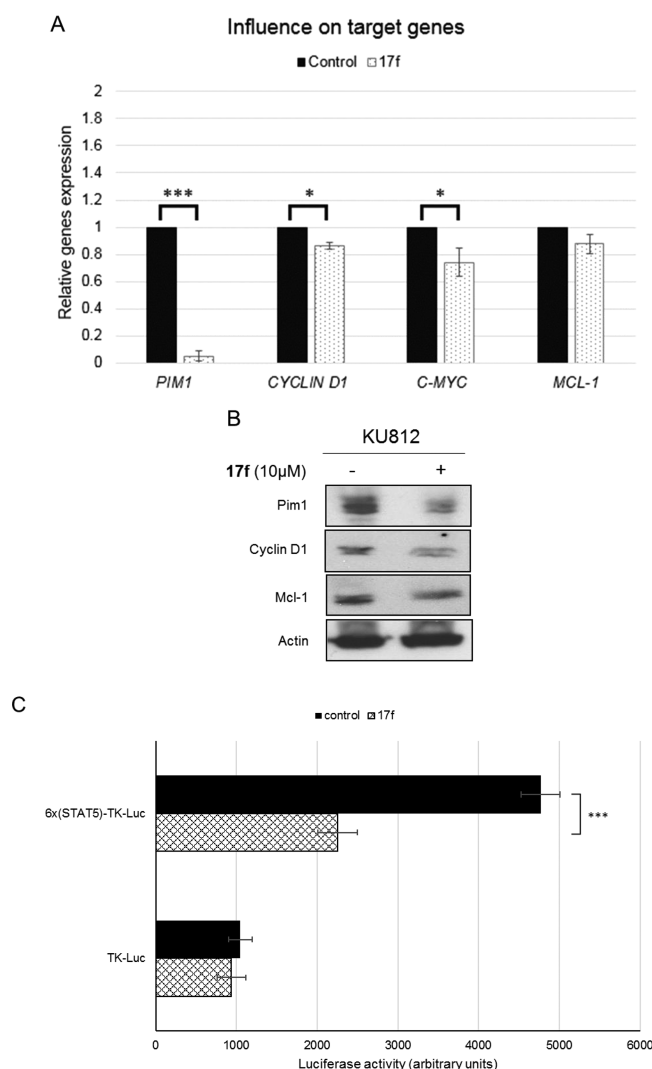 A
Influence on target genes
Control 17f
Relative genes expression
2
1.8
1.6
1.4
1.2
1
0.8
0.6
0.4
0.2
0
*** * *
PIM1 CYCLIN D1 C-MYC MCL-1
B
KU812
17f (10μM) - +
Pim1
Cyclin D1
Mcl-1
Actin
C
control 17f
6x(STAT5)-TK-Luc
***
TK-Luc
0 1000 2000 3000 4000 5000 6000
Luciferase activity (arbitrary units)